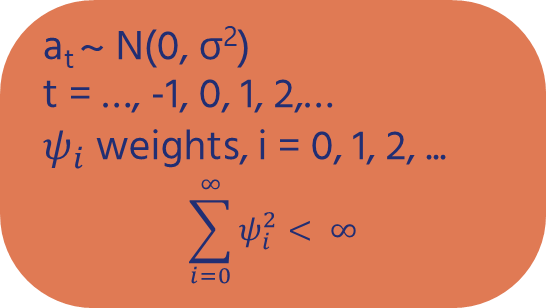 aₜ ~ N(0, σ²)
t = ..., -1, 0, 1, 2,...
𝜓ᵢ weights, i = 0, 1, 2, ...
∞
∑ 𝜓ᵢ² < ∞
i=0